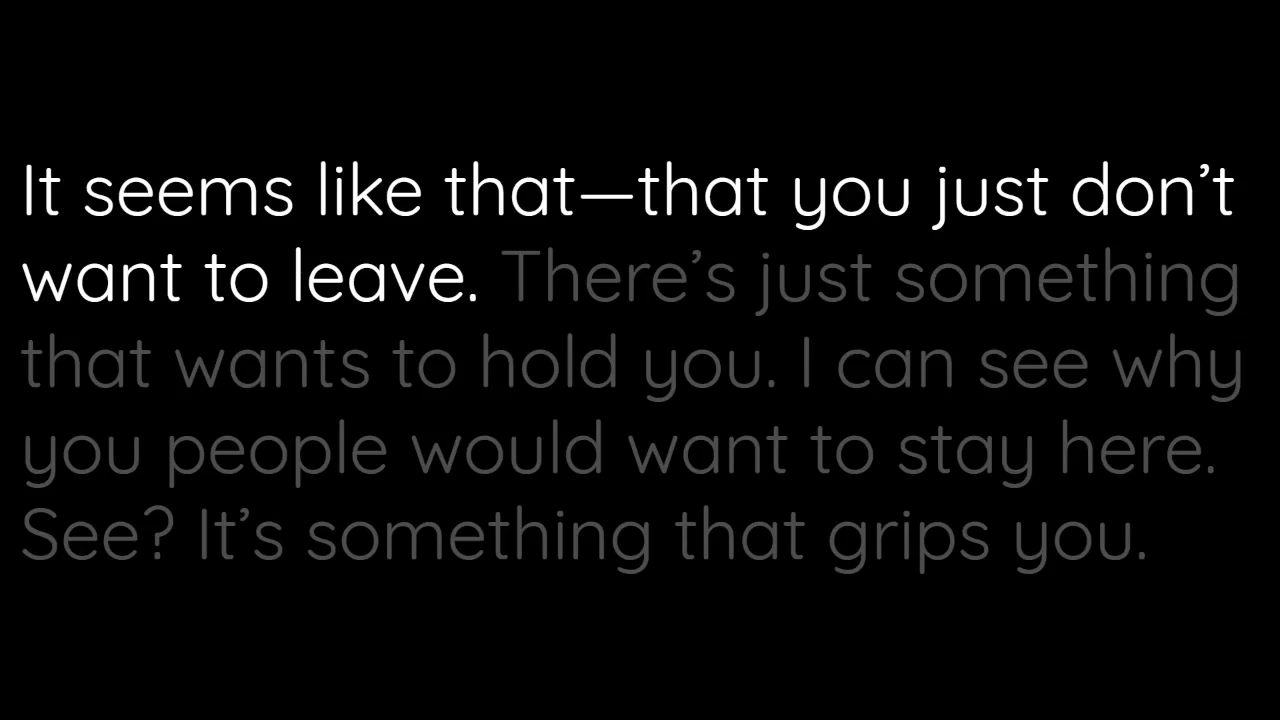 It seems like that—that you just don’t
want to leave. There’s just something
that wants to hold you. I can see why
you people would want to stay here.
See? It’s something that grips you.